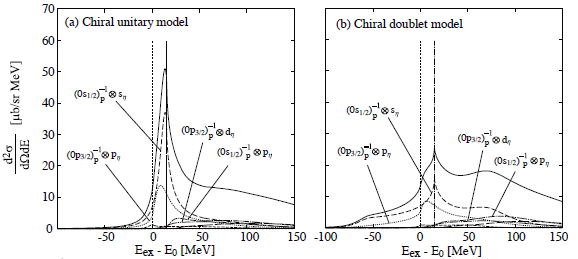 (a) Chiral unitary model
(b) Chiral doublet model
70
60
50
40
30
20
10
0
d²σ/dΩdE [μb/sr MeV]
(0s1/2)p⁻¹⊗sη
(0p3/2)p⁻¹⊗pη
(0p3/2)p⁻¹⊗dη
(0s1/2)p⁻¹⊗pη
-50 0 50 100 150
Eex - E0 [MeV]
(0s1/2)p⁻¹⊗sη
(0p3/2)p⁻¹⊗pη
(0p3/2)p⁻¹⊗dη
(0s1/2)p⁻¹⊗pη
-100 -50 0 50 100 150
Eex - E0 [MeV]